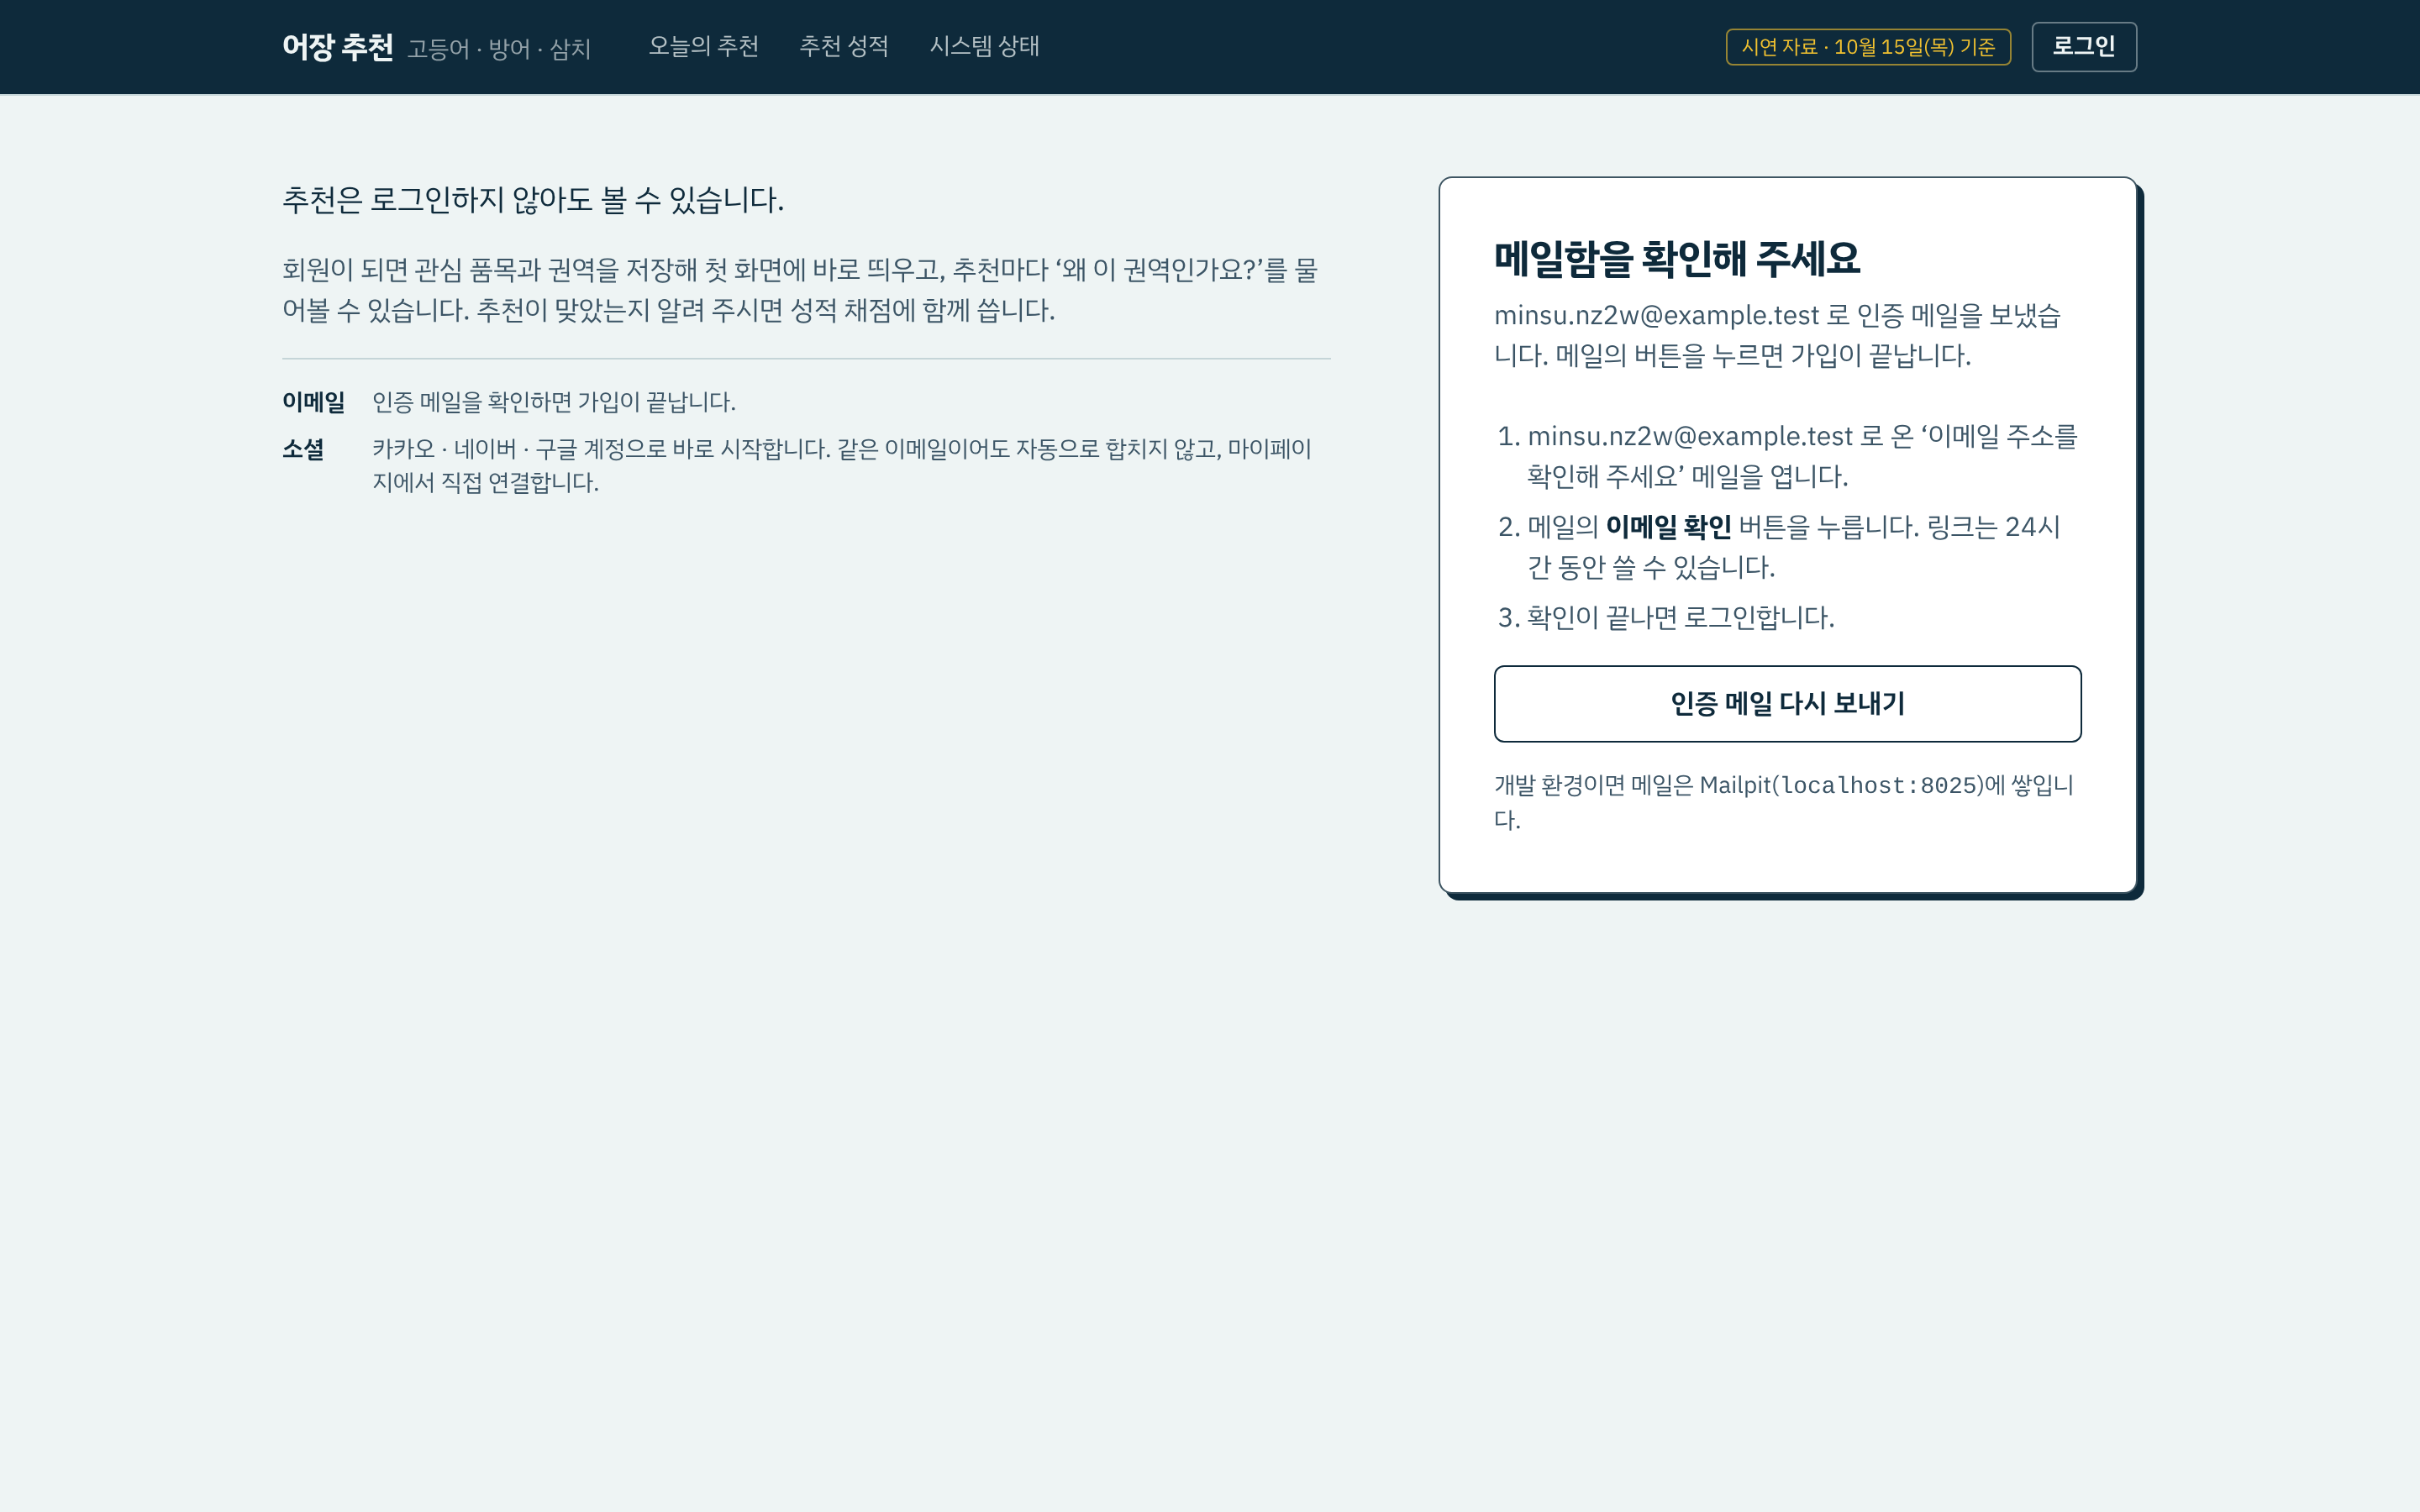 어장 추천 고등어 · 방어 · 삼치 오늘의 추천 추천 성적 시스템 상태 시연 자료 · 10월 15일(목) 기준 로그인
추천은 로그인하지 않아도 볼 수 있습니다.
회원이 되면 관심 품목과 권역을 저장해 첫 화면에 바로 띄우고, 추천마다 ‘왜 이 권역인가요?’를 물
어볼 수 있습니다. 추천이 맞았는지 알려 주시면 성적 채점에 함께 씁니다.
이메일 인증 메일을 확인하면 가입이 끝납니다.
소셜 카카오 · 네이버 · 구글 계정으로 바로 시작합니다. 같은 이메일이어도 자동으로 합치지 않고, 마이페이
지에서 직접 연결합니다.
메일함을 확인해 주세요
minsu.nz2w@example.test 로 인증 메일을 보냈습
니다. 메일의 버튼을 누르면 가입이 끝납니다.
1. minsu.nz2w@example.test 로 온 ‘이메일 주소를
확인해 주세요’ 메일을 엽니다.
2. 메일의 이메일 확인 버튼을 누릅니다. 링크는 24시
간 동안 쓸 수 있습니다.
3. 확인이 끝나면 로그인합니다.
인증 메일 다시 보내기
개발 환경이면 메일은 Mailpit(localhost:8025)에 쌓입니
다.